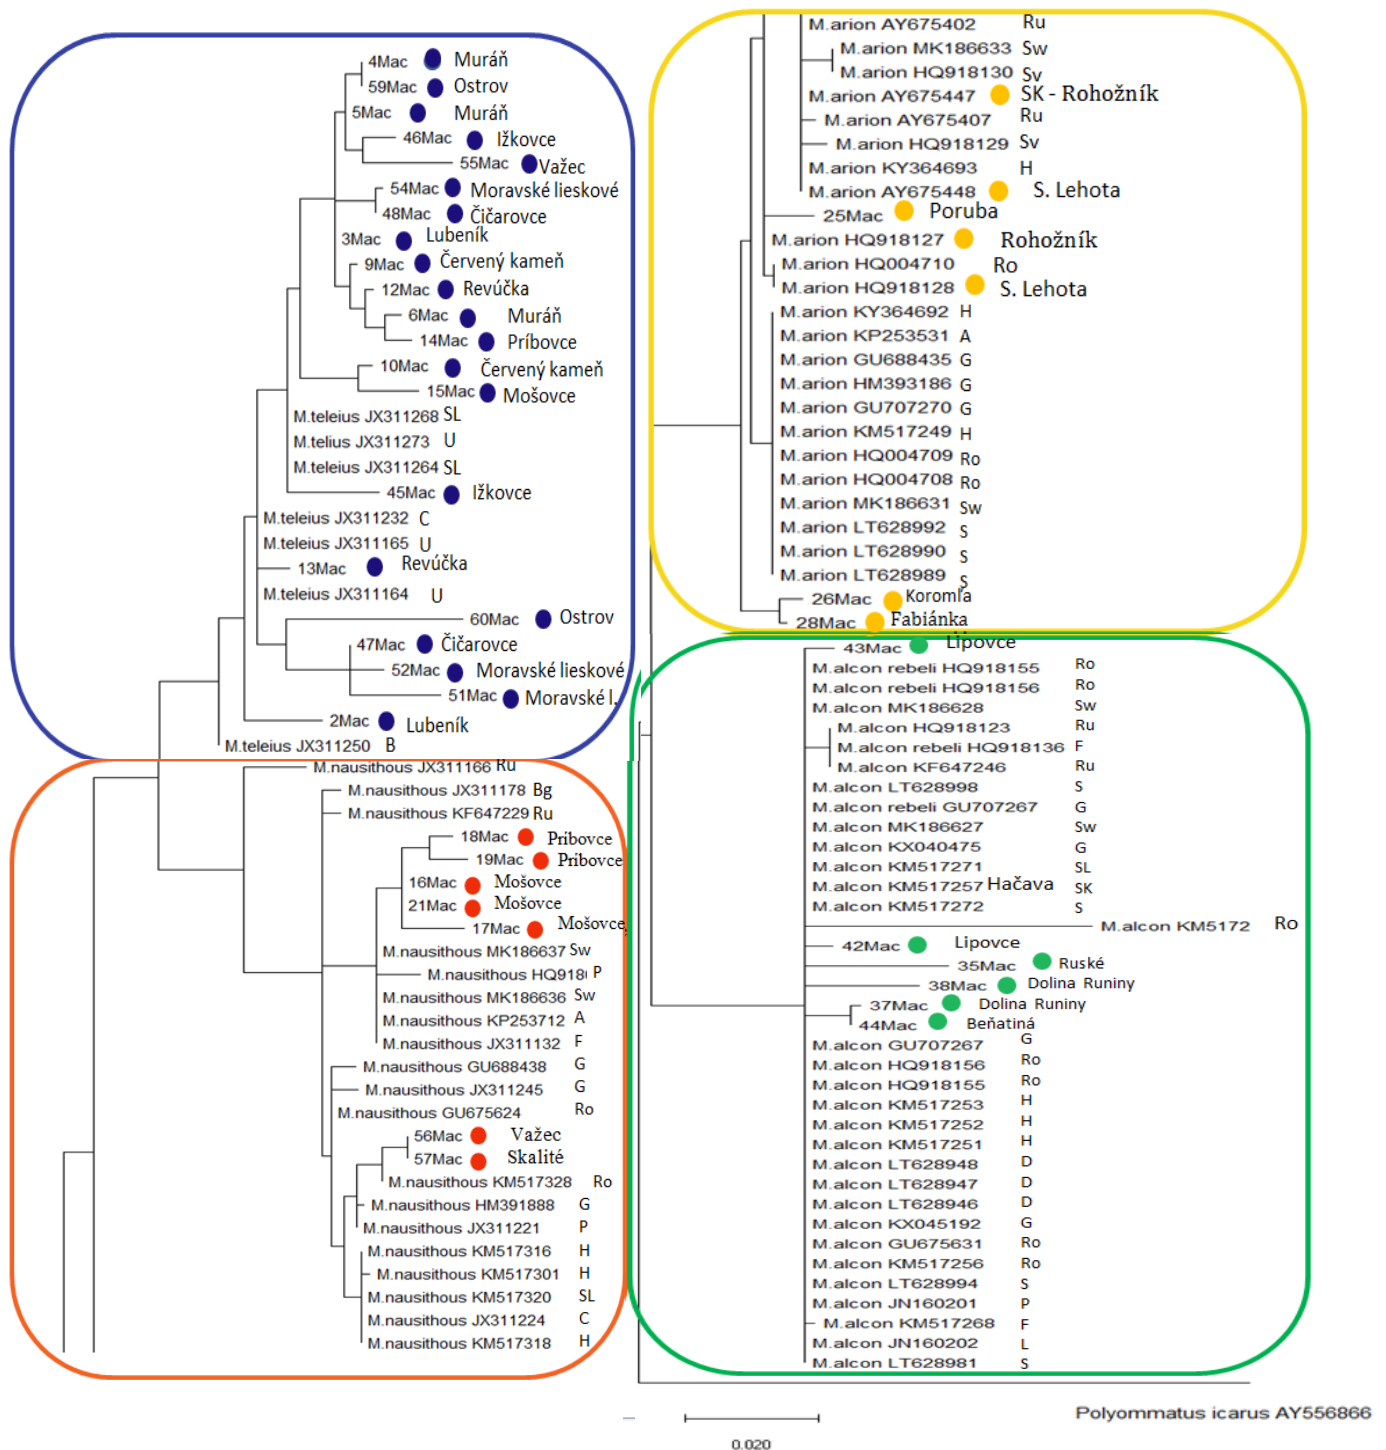 4Mac Muráň
59Mac Ostrov
5Mac Muráň
46Mac Ižkovce
55Mac Važec
54Mac Moravské lieskové
48Mac Čičarovce
3Mac Lubeník
9Mac Červený kameň
12Mac Revúčka
6Mac Muráň
14Mac Príbovce
10Mac Červený kameň
15Mac Mošovce
M.teleius JX311268 SL
M.telius JX311273 U
M.teleius JX311264 SL
45Mac Ižkovce
M.teleius JX311232 C
M.teleius JX311165 U
13Mac Revúčka
M.teleius JX311164 U
60Mac Ostrov
47Mac Čičarovce
52Mac Moravské lieskové
51Mac Moravské l.
2Mac Lubeník
M.teleius JX311250 B
M.nausithous JX311166 Ru
M.nausithous JX311178 Bg
M.nausithous KF647229 Ru
18Mac Príbovce
19Mac Príbovce
16Mac Mošovce
21Mac Mošovce
17Mac Mošovce
M.nausithous MK186637 Sw
M.nausithous HQ918 P
M.nausithous MK186636 Sw
M.nausithous KP253712 A
M.nausithous JX311132 F
M.nausithous GU688438 G
M.nausithous JX311245 G
M.nausithous GU675624 Ro
56Mac Važec
57Mac Skalité
M.nausithous KM517328 Ro
M.nausithous HM391888 G
M.nausithous JX311221 P
M.nausithous KM517316 H
M.nausithous KM517301 H
M.nausithous KM517320 SL
M.nausithous JX311224 C
M.nausithous KM517318 H
M.arion AY675402 Ru
M.arion MK186633 Sw
M.arion HQ918130 Sv
M.arion AY675447 SK - Rohožník
M.arion AY675407 Ru
M.arion HQ918129 Sv
M.arion KY364693 H
M.arion AY675448 S. Lehota
25Mac Poruba
M.arion HQ918127 Rohožník
M.arion HQ004710 Ro
M.arion HQ918128 S. Lehota
M.arion KY364692 H
M.arion KP253531 A
M.arion GU688435 G
M.arion HM393186 G
M.arion GU707270 G
M.arion KM517249 H
M.arion HQ004709 Ro
M.arion HQ004708 Ro
M.arion MK186631 Sw
M.arion LT628992 S
M.arion LT628990 S
M.arion LT628989 S
26Mac Koromľa
28Mac Fabiánka
43Mac Lipovce
M.alcon rebeli HQ918155 Ro
M.alcon rebeli HQ918156 Ro
M.alcon MK186628 Sw
M.alcon HQ918123 Ru
M.alcon rebeli HQ918136 F
M.alcon KF647246 Ru
M.alcon LT628998 S
M.alcon rebeli GU707267 G
M.alcon MK186627 Sw
M.alcon KX040475 G
M.alcon KM517271 SL
M.alcon KM517257 Hačava SK
M.alcon KM517272 S
M.alcon KM5172 Ro
42Mac Lipovce
35Mac Ruské
38Mac Dolina Runiny
37Mac Dolina Runiny
44Mac Beňatiná
M.alcon GU707267 G
M.alcon HQ918156 Ro
M.alcon HQ918155 Ro
M.alcon KM517253 H
M.alcon KM517252 H
M.alcon KM517251 H
M.alcon LT628948 D
M.alcon LT628947 D
M.alcon LT628946 D
M.alcon KX045192 G
M.alcon GU675631 Ro
M.alcon KM517256 Ro
M.alcon LT628994 S
M.alcon JN160201 P
M.alcon KM517268 F
M.alcon JN160202 L
M.alcon LT628981 S
Polyommatus icarus AY556866
0.020